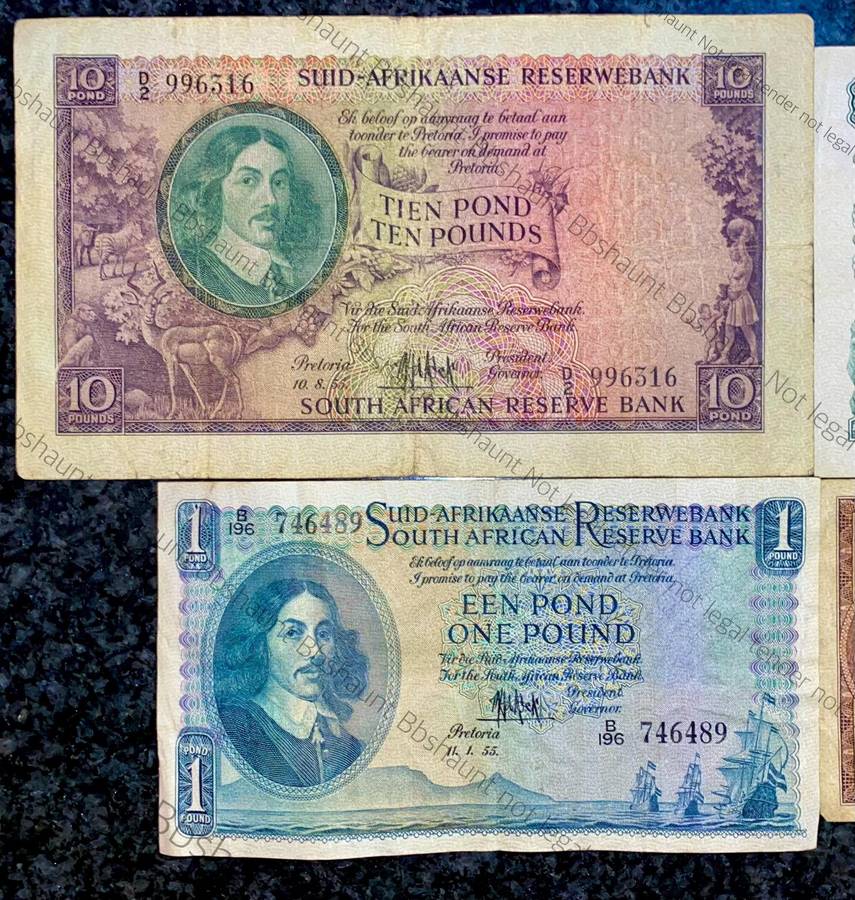 10 POND
D/2 996316
SUID-AFRIKAANSE RESERWEBANK
10 POUNDS
Ek beloof op aanvraag te betaal aan
toonder te Pretoria. I promise to pay
the bearer on demand at
Pretoria
TIEN POND
TEN POUNDS
Vir die Suid-Afrikaanse Reserwebank.
For the South African Reserve Bank
Pretoria
10. 8. 55.
President.
Governor.
D/2 996316
10 POUNDS
SOUTH AFRICAN RESERVE BANK
10 POND
1 POND
B/196 746489
SUID-AFRIKAANSE RESERWEBANK
SOUTH AFRICAN RESERVE BANK
1 POUND
Ek beloof op aanvraag te betaal aan toonder te Pretoria.
I promise to pay the bearer on demand at Pretoria.
EEN POND
ONE POUND
Vir die Suid-Afrikaanse Reserwebank.
For the South African Reserve Bank.
President.
Governor.
Pretoria
11. 1. 55.
B/196 746489
POND 1 POUND
Bbshaunt Not legal tender not legal